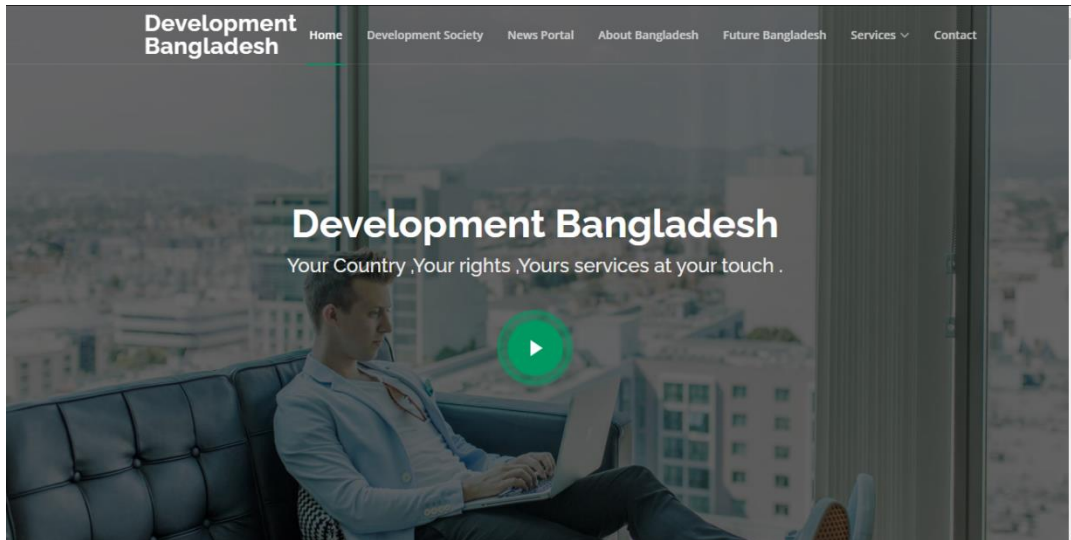 Development
Bangladesh
Home Development Society News Portal About Bangladesh Future Bangladesh Services Contact
Development Bangladesh
Your Country ,Your rights ,Yours services at your touch .